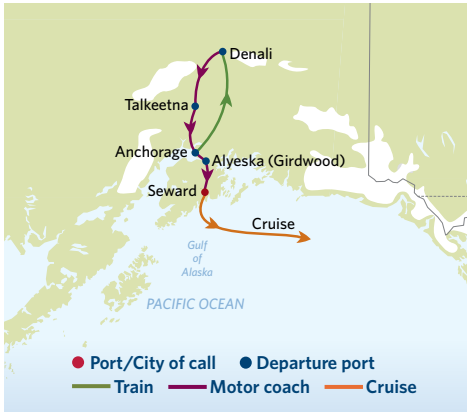 Denali
Talkeetna
Anchorage
Alyeska (Girdwood)
Seward
Cruise
Gulf
of
Alaska
PACIFIC OCEAN
Port/City of call
Departure port
Train
Motor coach
Cruise